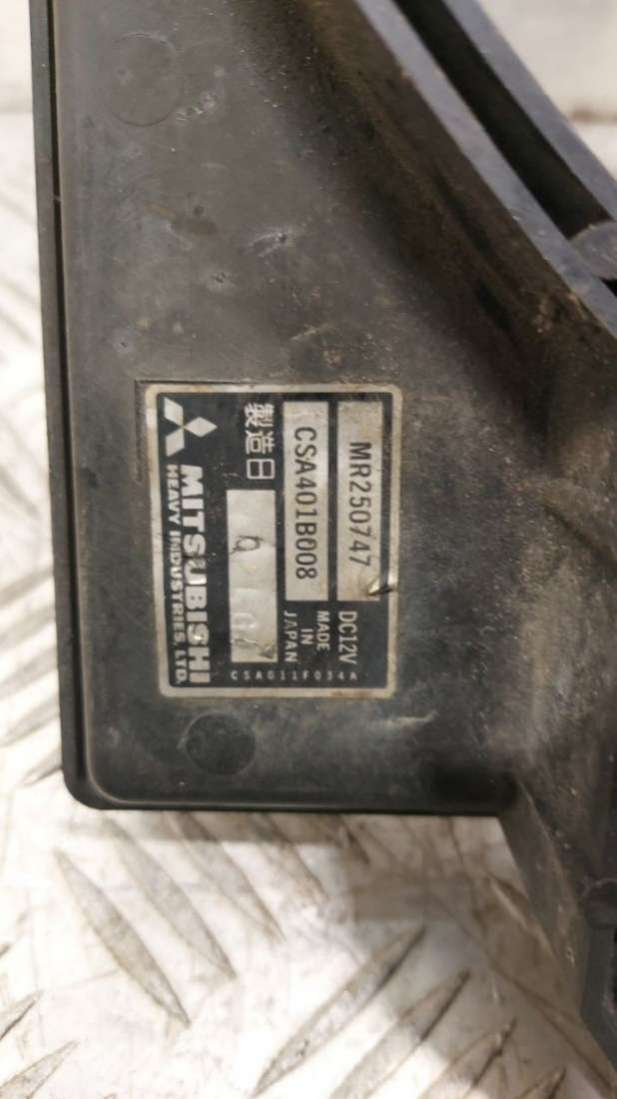 MR250747
DC12V
CSA401B008
MADE
IN
JAPAN
製造日
MITSUBISHI
HEAVY INDUSTRIES, LTD.
CSA011F034A